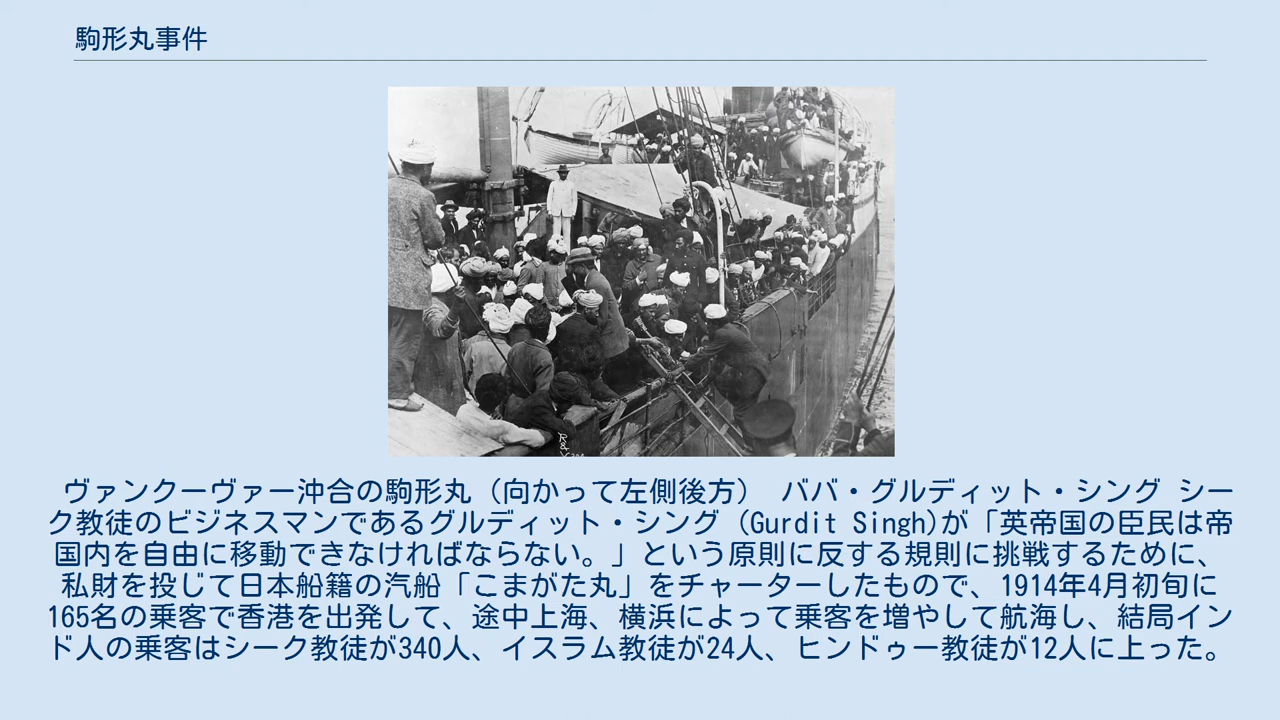 駒形丸事件
ヴァンクーヴァー沖合の駒形丸（向かって左側後方）　ババ・グルディット・シング シー
ク教徒のビジネスマンであるグルディット・シング（Gurdit Singh)が「英帝国の臣民は帝
国内を自由に移動できなければならない。」という原則に反する規則に挑戦するために、
私財を投じて日本船籍の汽船「こまがた丸」をチャーターしたもので、1914年4月初旬に
165名の乗客で香港を出発して、途中上海、横浜によって乗客を増やして航海し、結局イン
ド人の乗客はシーク教徒が340人、イスラム教徒が24人、ヒンドゥー教徒が12人に上った。